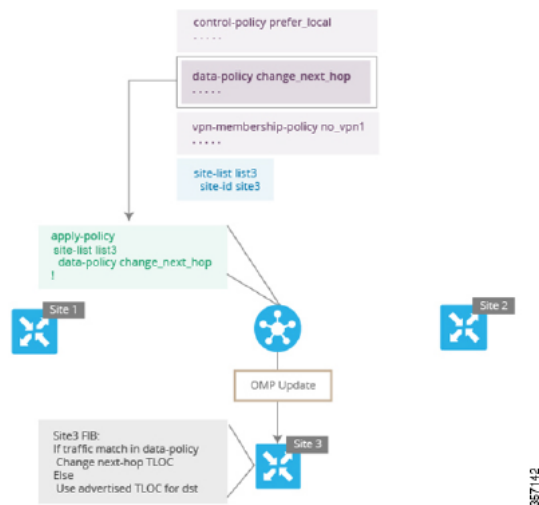 control-policy prefer_local
. . . . .
data-policy change_next_hop
. . . . .
vpn-membership-policy no_vpn1
. . . . .
site-list list3
site-id site3
apply-policy
site-list list3
data-policy change_next_hop
!
Site 1
Site 2
OMP Update
Site 3
Site3 FIB:
If traffic match in data-policy
Change next-hop TLOC
Else
Use advertised TLOC for dst
367142